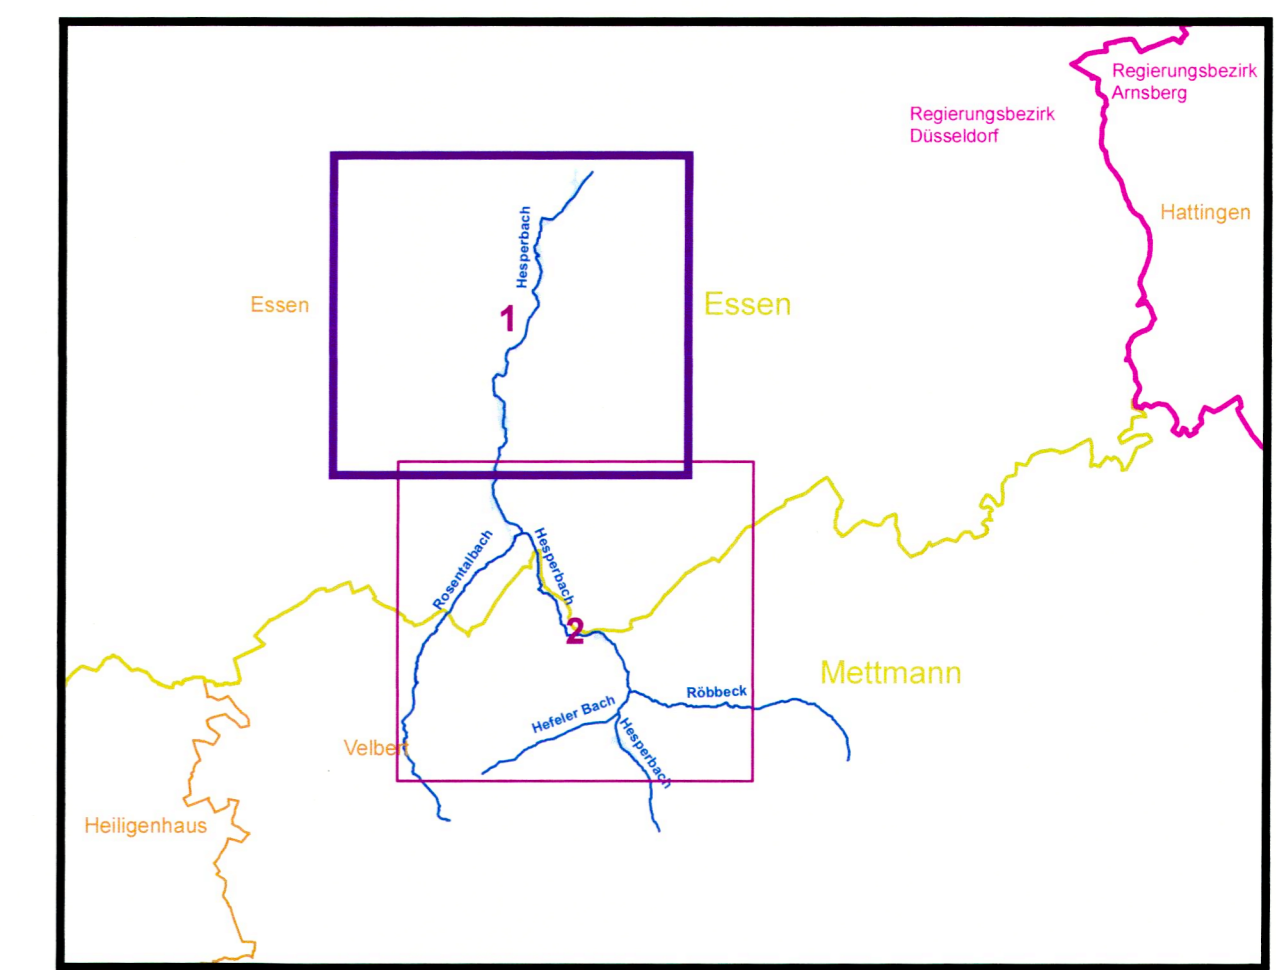 Regierungsbezirk
Arnsberg
Regierungsbezirk
Düsseldorf
Hattingen
Hesperbach
Essen
1
Essen
Rosentalbach
Hesperbach
2
Mettmann
Röbbeck
Hefeler Bach
Hesperbach
Velbert
Heiligenhaus